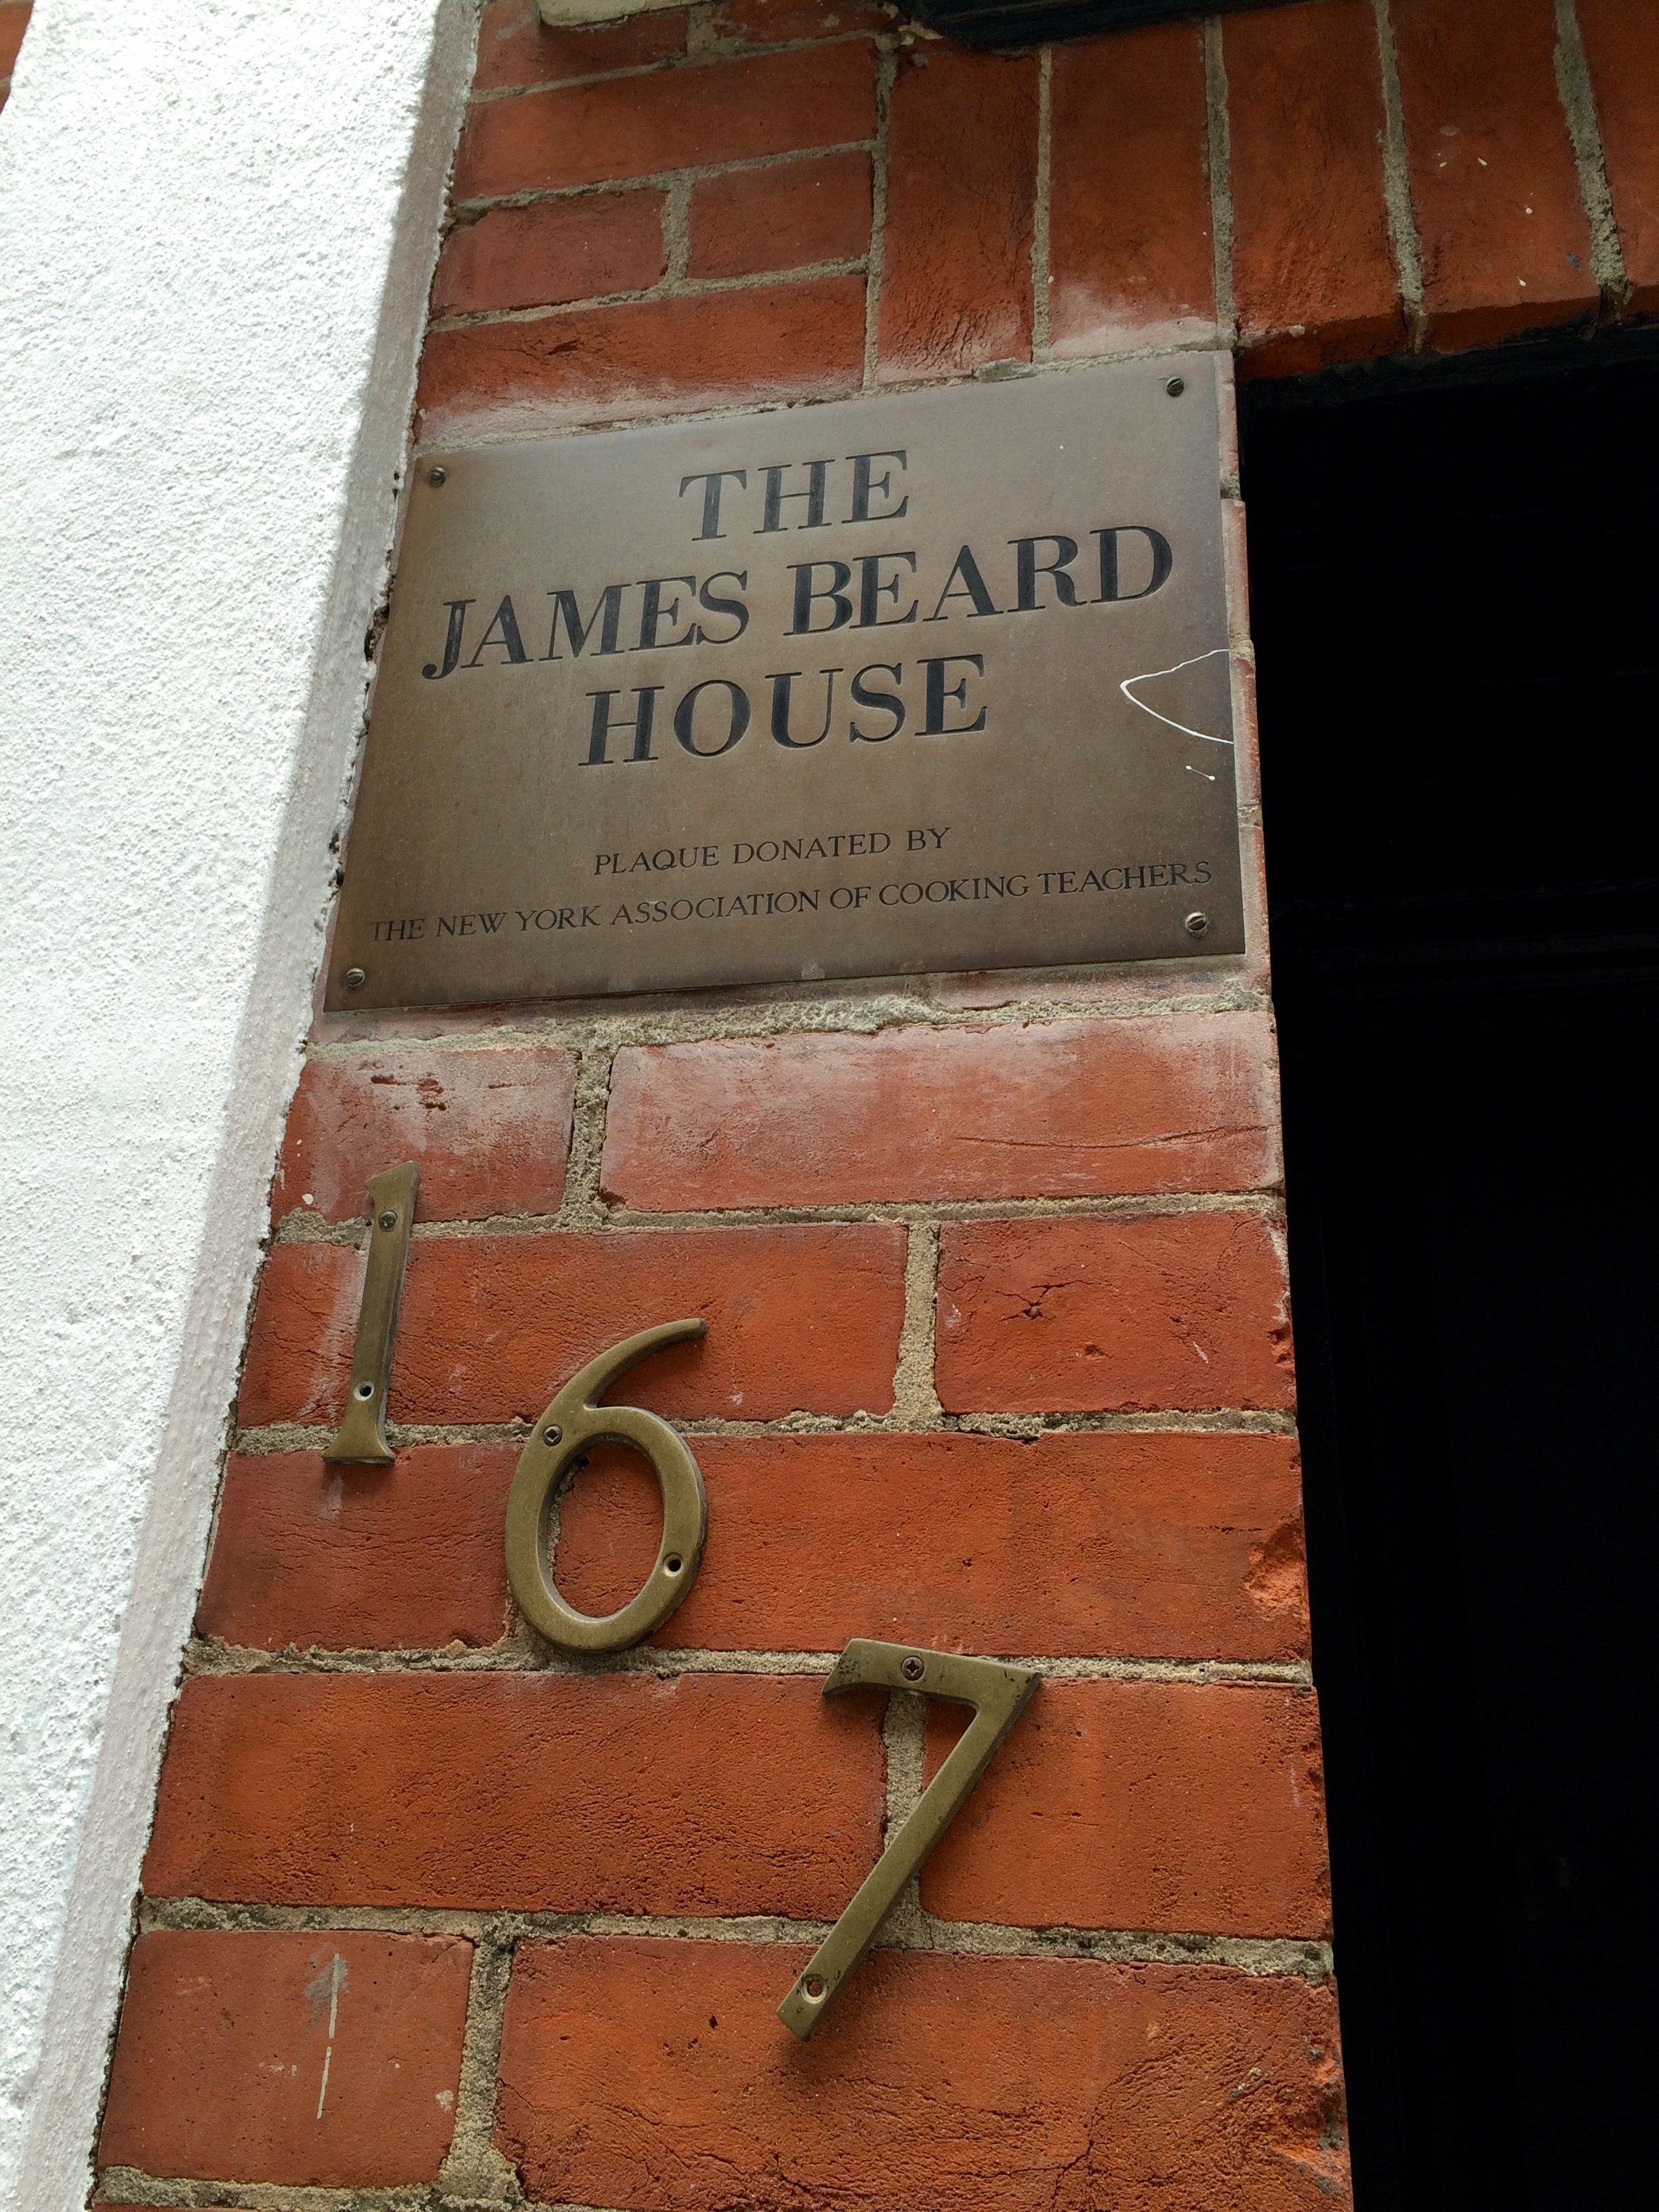 THE
JAMES BEARD
HOUSE
PLAQUE DONATED BY
THE NEW YORK ASSOCIATION OF COOKING TEACHERS
167